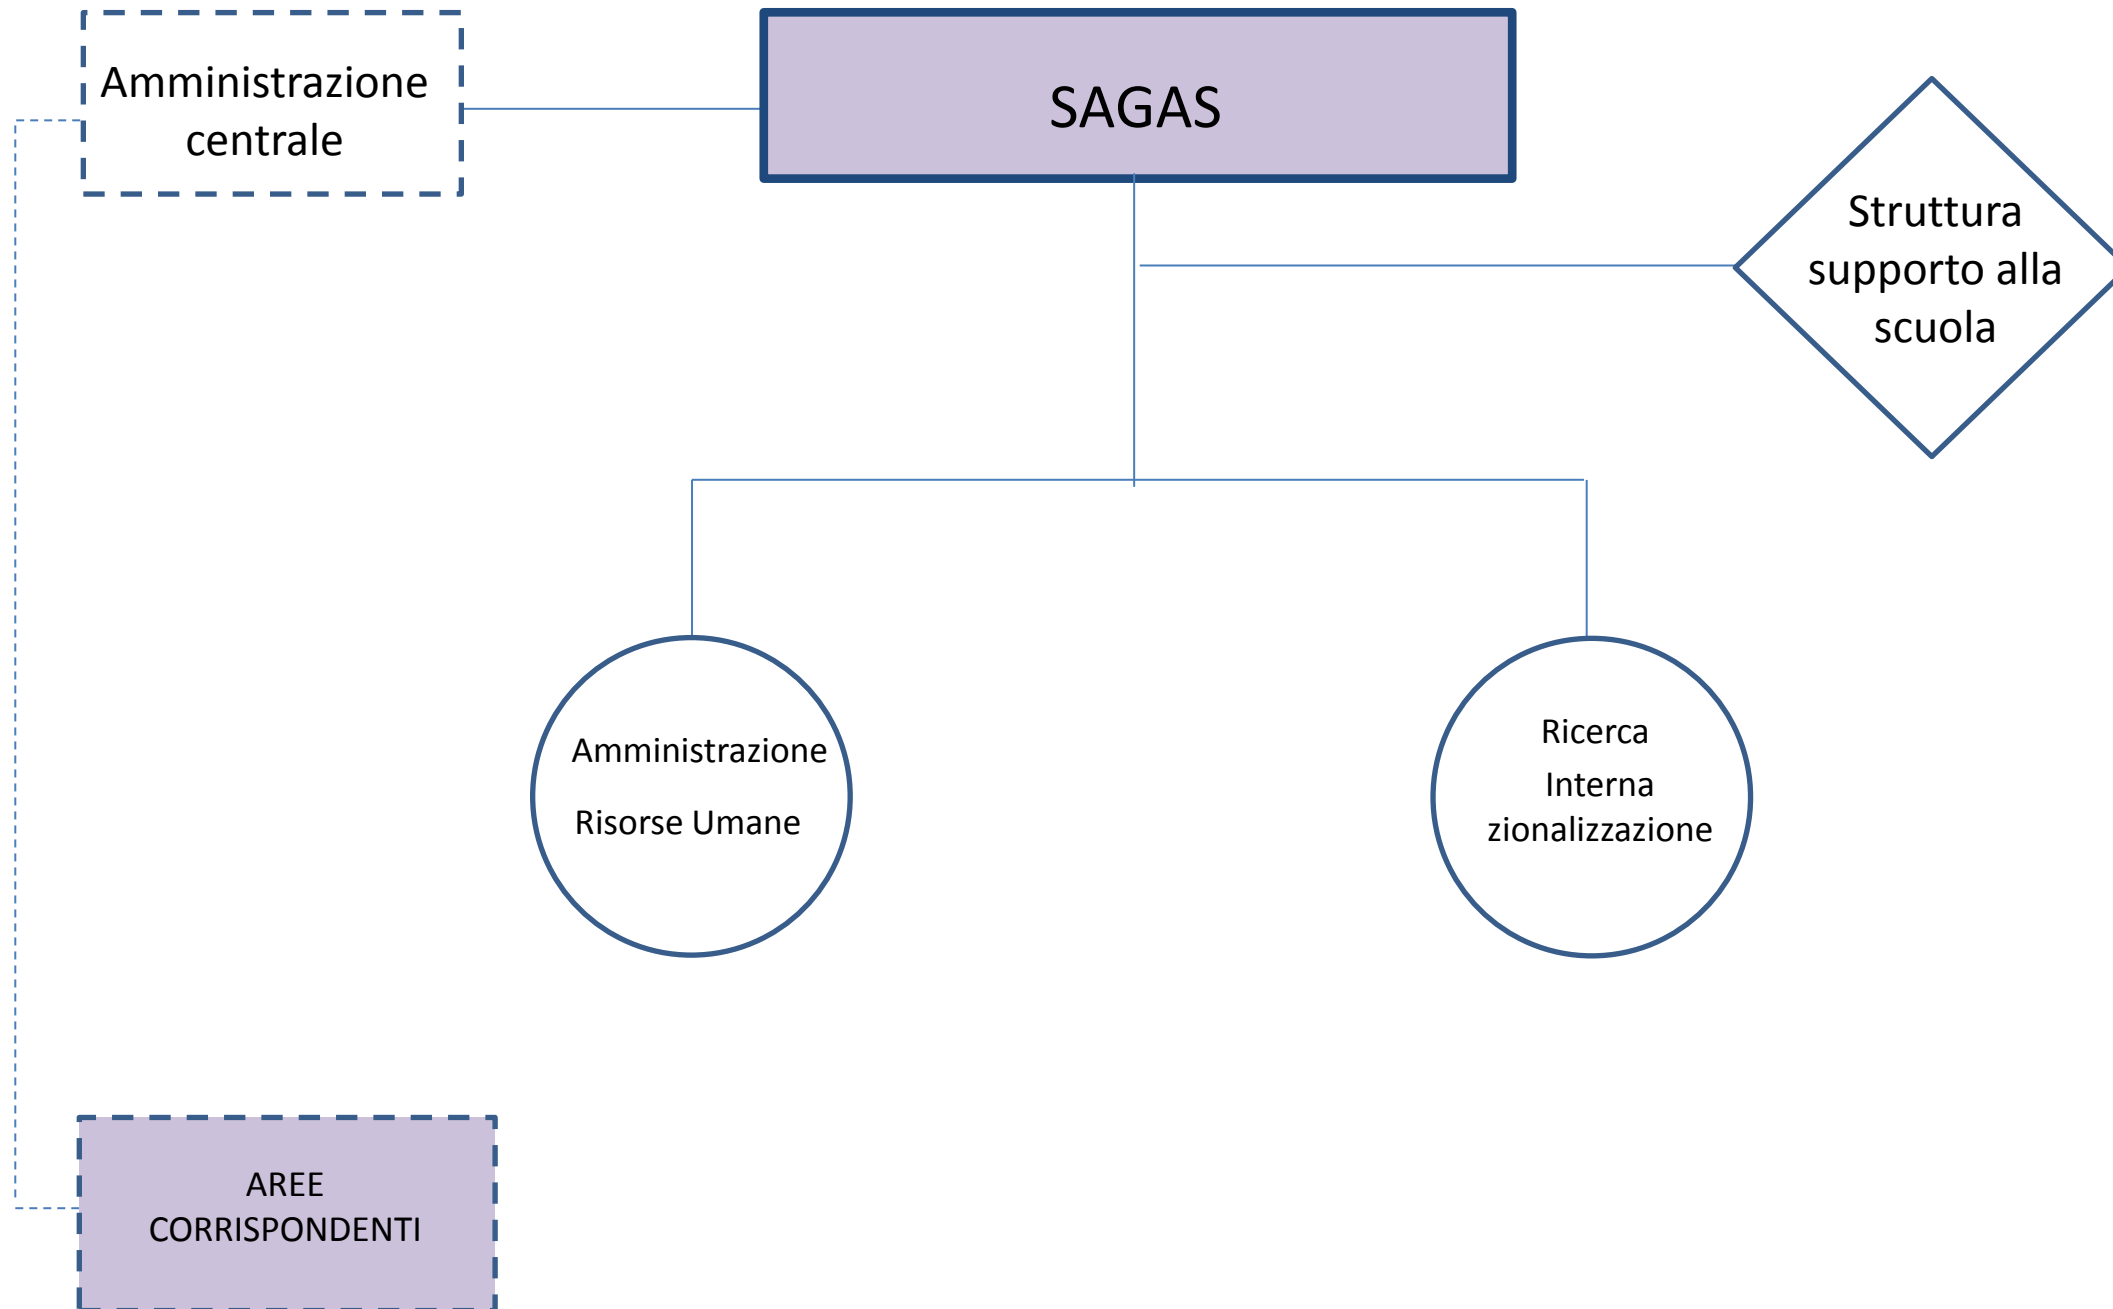 Amministrazione
centrale
SAGAS
Struttura
supporto alla
scuola
Amministrazione
Risorse Umane
Ricerca
Interna
zionalizzazione
AREE
CORRISPONDENTI